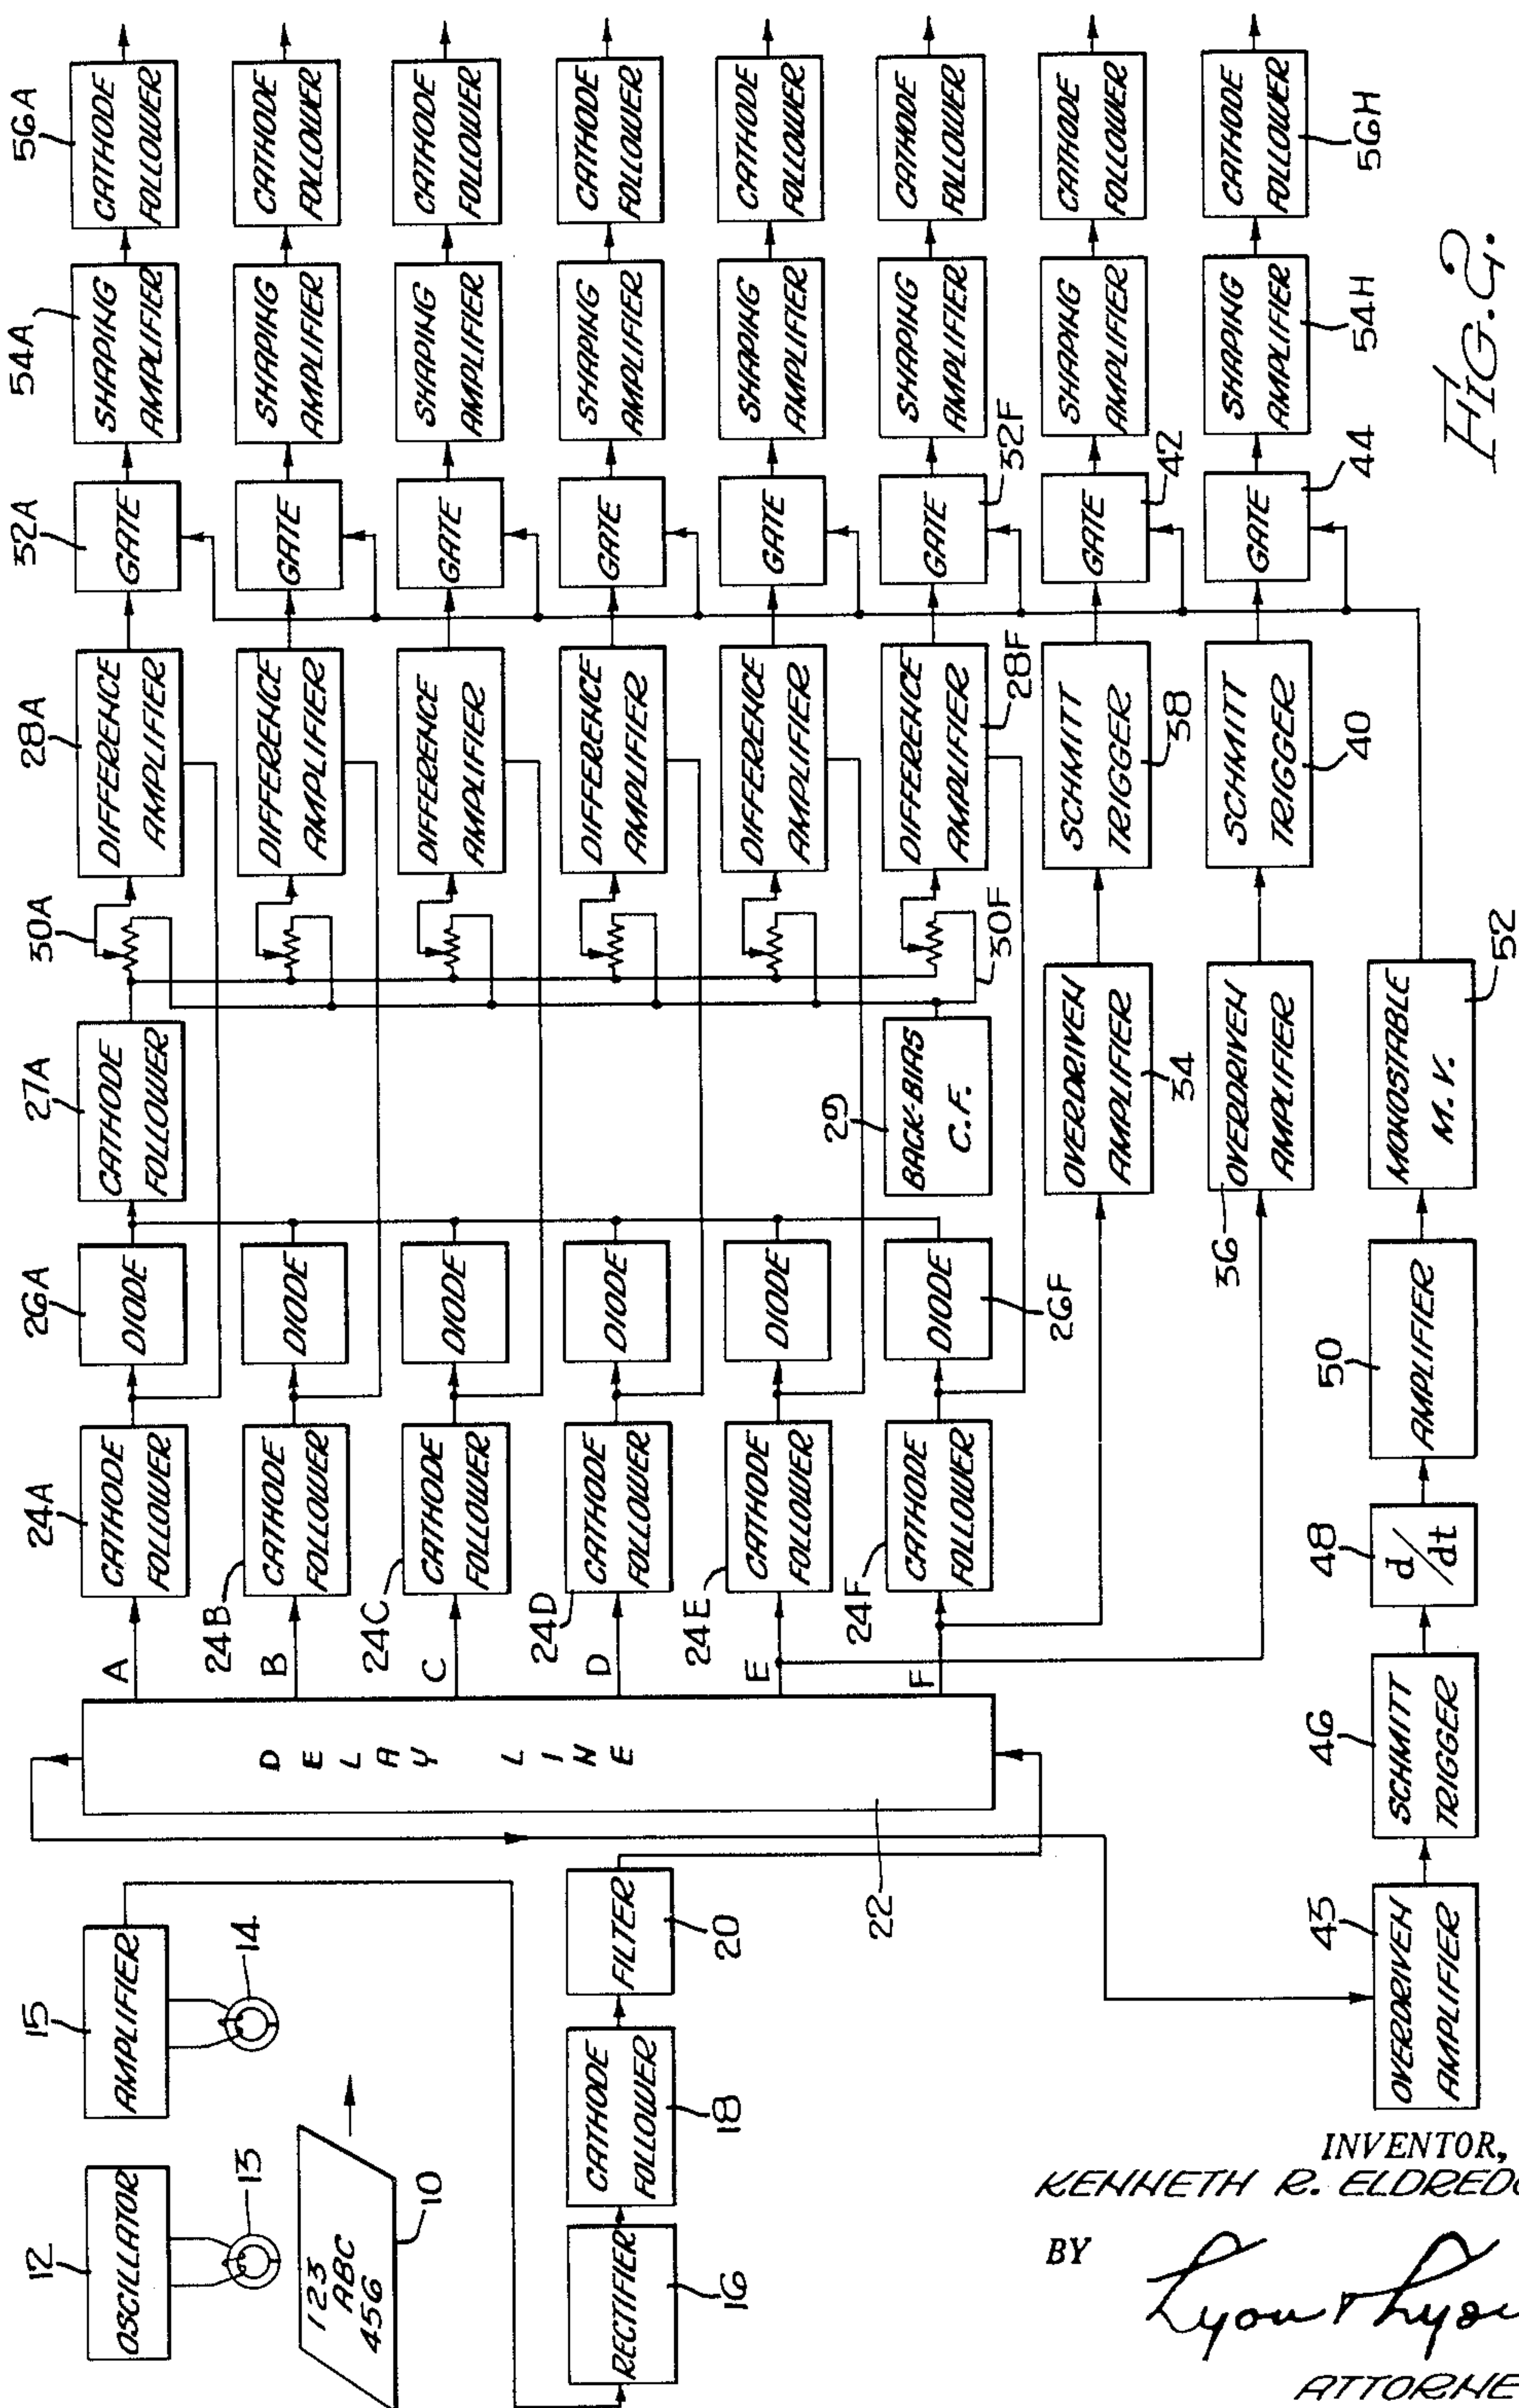 12
OSCILLATOR
13
15
AMPLIFIER
14
123
ABC
456
10
RECTIFIER
16
CATHODE
FOLLOWER
18
FILTER
20
DELAY LINE
22
A
B
C
D
E
F
24A
CATHODE
FOLLOWER
24B
CATHODE
FOLLOWER
24C
CATHODE
FOLLOWER
24D
CATHODE
FOLLOWER
24E
CATHODE
FOLLOWER
24F
CATHODE
FOLLOWER
26A
DIODE
DIODE
DIODE
DIODE
DIODE
DIODE
26F
27A
CATHODE
FOLLOWER
29
BACK-BIAS
C.F.
30A
30F
28A
DIFFERENCE
AMPLIFIER
DIFFERENCE
AMPLIFIER
DIFFERENCE
AMPLIFIER
DIFFERENCE
AMPLIFIER
DIFFERENCE
AMPLIFIER
DIFFERENCE
AMPLIFIER
28F
32A
GATE
GATE
GATE
GATE
GATE
GATE
32F
GATE
42
GATE
44
54A
SHAPING
AMPLIFIER
SHAPING
AMPLIFIER
SHAPING
AMPLIFIER
SHAPING
AMPLIFIER
SHAPING
AMPLIFIER
SHAPING
AMPLIFIER
SHAPING
AMPLIFIER
SHAPING
AMPLIFIER
54H
56A
CATHODE
FOLLOWER
CATHODE
FOLLOWER
CATHODE
FOLLOWER
CATHODE
FOLLOWER
CATHODE
FOLLOWER
CATHODE
FOLLOWER
CATHODE
FOLLOWER
CATHODE
FOLLOWER
56H
OVERDRIVEN
AMPLIFIER
34
SCHMITT
TRIGGER
38
36
OVERDRIVEN
AMPLIFIER
SCHMITT
TRIGGER
40
45
OVERDRIVEN
AMPLIFIER
46
SCHMITT
TRIGGER
48
d/dt
50
AMPLIFIER
MONOSTABLE
M.V.
52
FIG. 2.
INVENTOR,
KENNETH R. ELDREDG
BY
Lyon & Lyon
ATTORNE